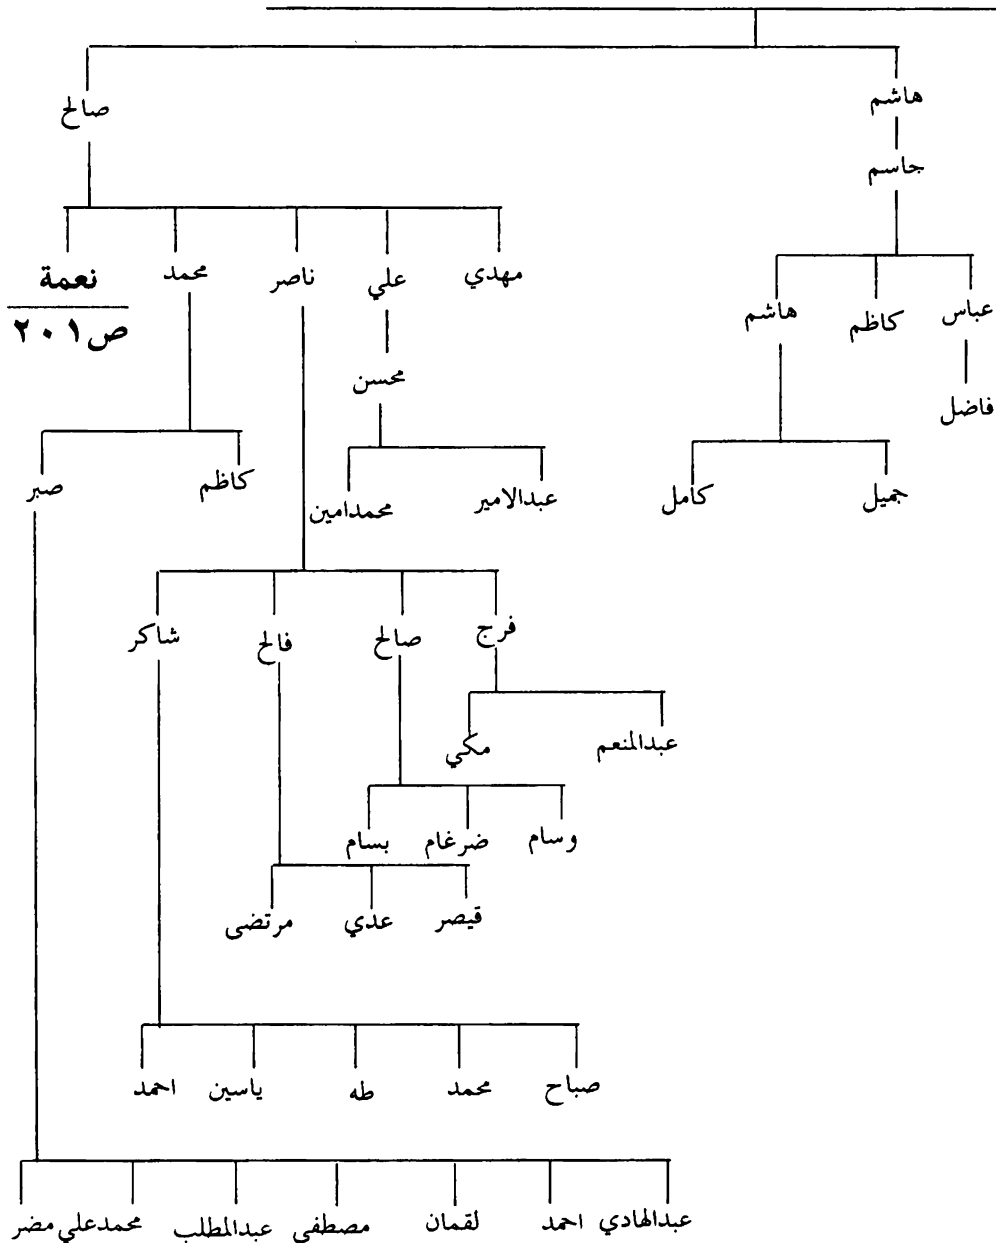 هاشم صالح
جاسم
مهدي علي ناصر محمد نعمة
ص٢٠١
عباس كاظم هاشم
محسن
فاضل
جميل كامل
عبدالامير محمدامين
كاظم صبر
فرج صالح فالح شاكر
عبدالمنعم مكي
وسام ضرغام بسام
قيصر عدي مرتضى
صباح محمد طه ياسين احمد
عبدالهادي احمد لقمان مصطفى عبدالمطلب محمدعلي مضر